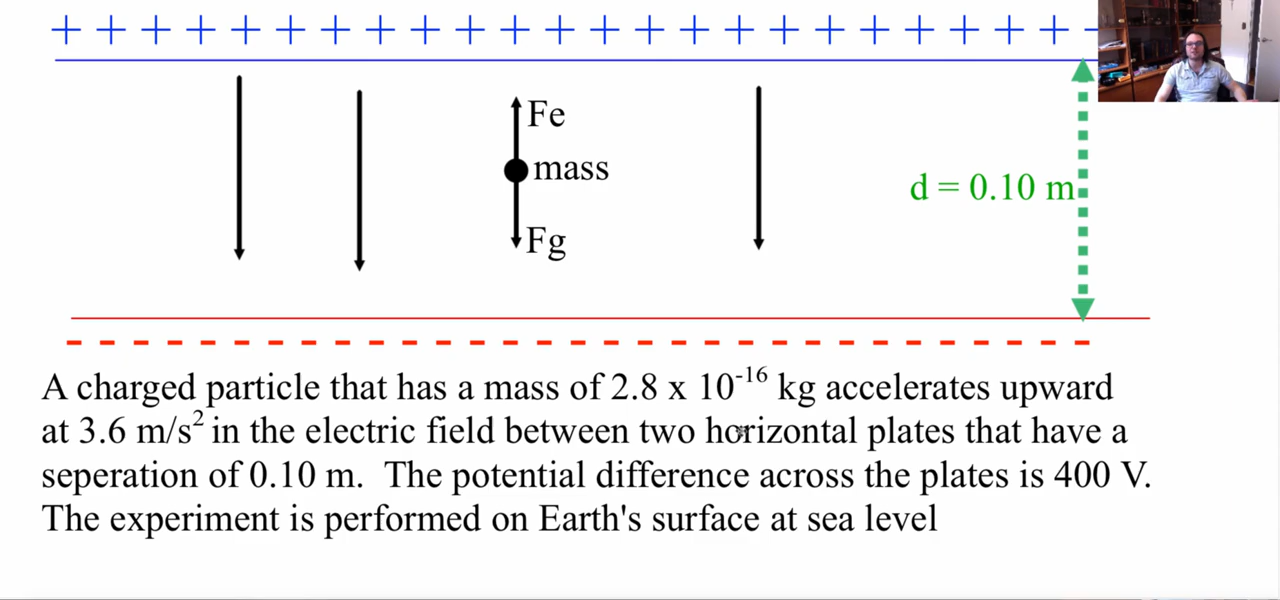 + + + + + + + + + + + + + + + + + + + + + + +
Fe
mass
d = 0.10 m
Fg
- - - - - - - - - - - - - - - - - - - - - - - - - - - - - -
A charged particle that has a mass of 2.8 x 10⁻¹⁶ kg accelerates upward
at 3.6 m/s² in the electric field between two horizontal plates that have a
seperation of 0.10 m. The potential difference across the plates is 400 V.
The experiment is performed on Earth's surface at sea level